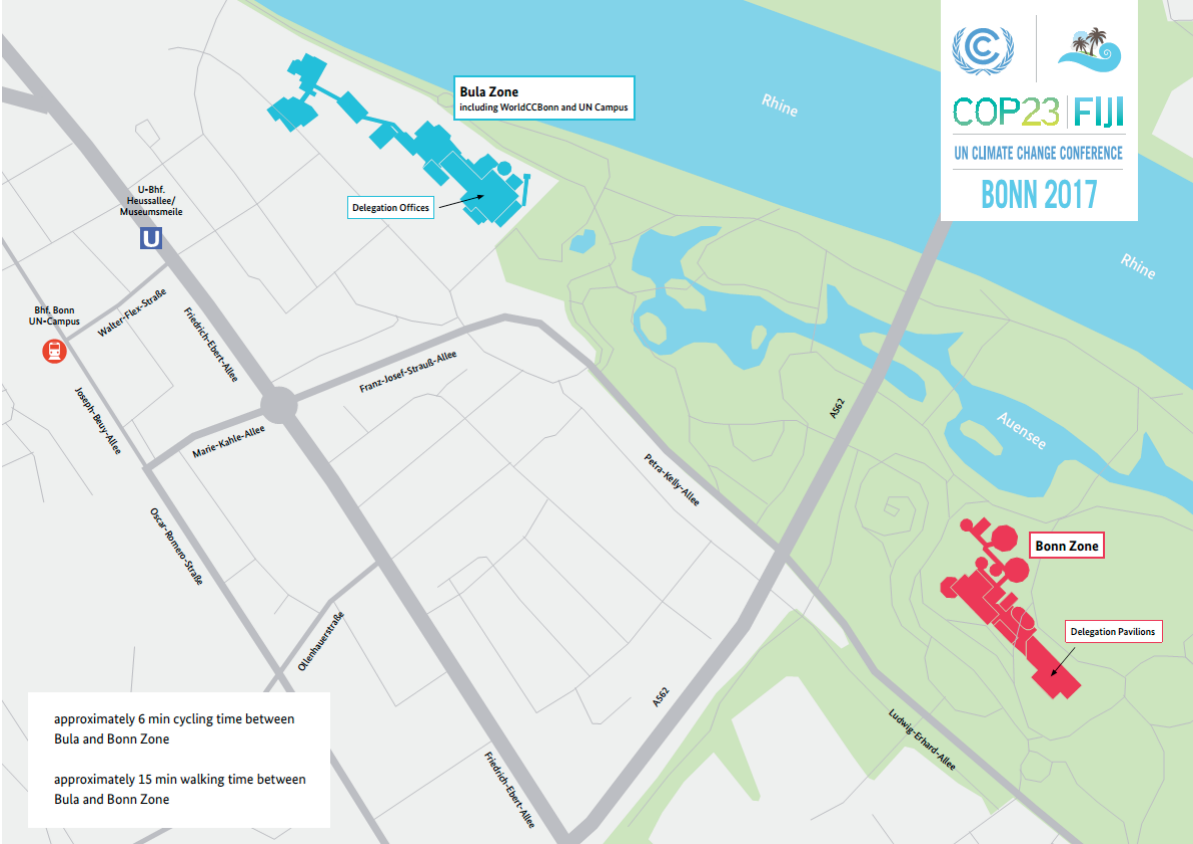 COP23 FIJI
UN CLIMATE CHANGE CONFERENCE
BONN 2017
Bula Zone
including WorldCCBonn and UN Campus
Rhine
Delegation Offices
U-Bhf.
Heussallee/
Museumsmeile
U
Rhine
Bhf. Bonn
UN-Campus
Walter-Flex-Straße
Friedrich-Ebert-Allee
Franz-Josef-Strauß-Allee
Joseph-Beuy-Allee
Marie-Kahle-Allee
A562
Auensee
Petra-Kelly-Allee
Oscar-Romero-Straße
Bonn Zone
Ollenhauerstraße
Delegation Pavilions
A562
Ludwig-Erhard-Allee
Friedrich-Ebert-Allee
approximately 6 min cycling time between
Bula and Bonn Zone
approximately 15 min walking time between
Bula and Bonn Zone